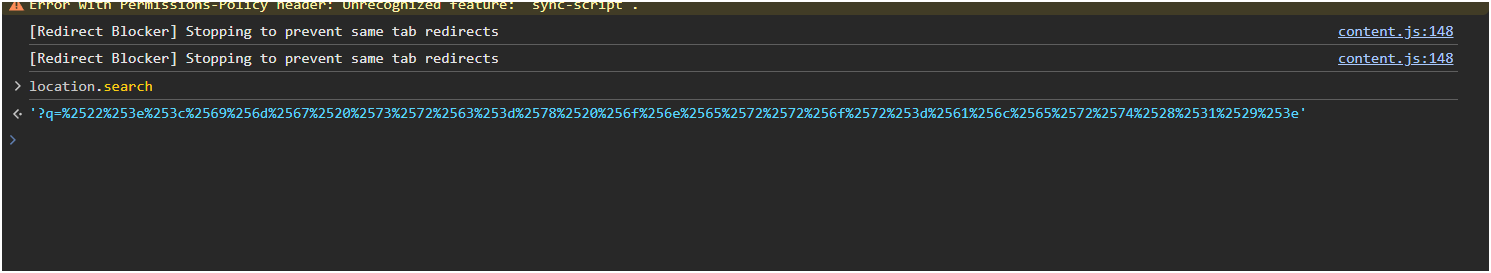 Error with Permissions-Policy header: Unrecognized feature: 'sync-script'.
[Redirect Blocker] Stopping to prevent same tab redirects content.js:148
[Redirect Blocker] Stopping to prevent same tab redirects content.js:148
> location.search
'?q=%2522%253e%253c%2569%256d%2567%2520%2573%2572%2563%253d%2578%2520%256f%256e%2565%2572%2572%256f%2572%253d%2561%256c%2565%2572%2574%2528%2531%2529%253e'
>